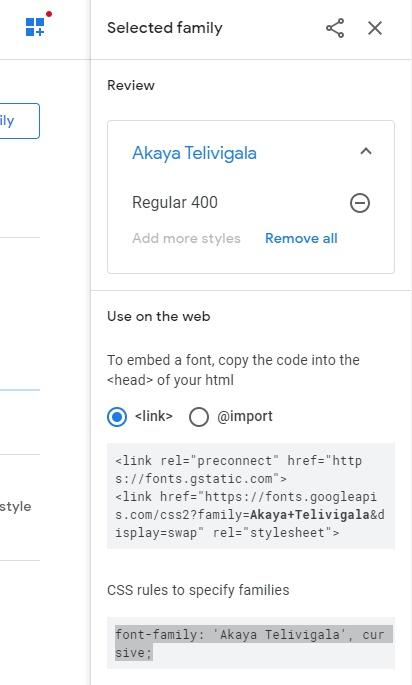 Selected family
Review
ily
Akaya Telivigala
Regular 400
Add more styles Remove all
Use on the web
To embed a font, copy the code into the
<head> of your html
<link> @import
<link rel="preconnect" href="http
s://fonts.gstatic.com">
<link href="https://fonts.googleapi
s.com/css2?family=Akaya+Telivigala&d
isplay=swap" rel="stylesheet">
style
CSS rules to specify families
font-family: 'Akaya Telivigala', cur
sive;